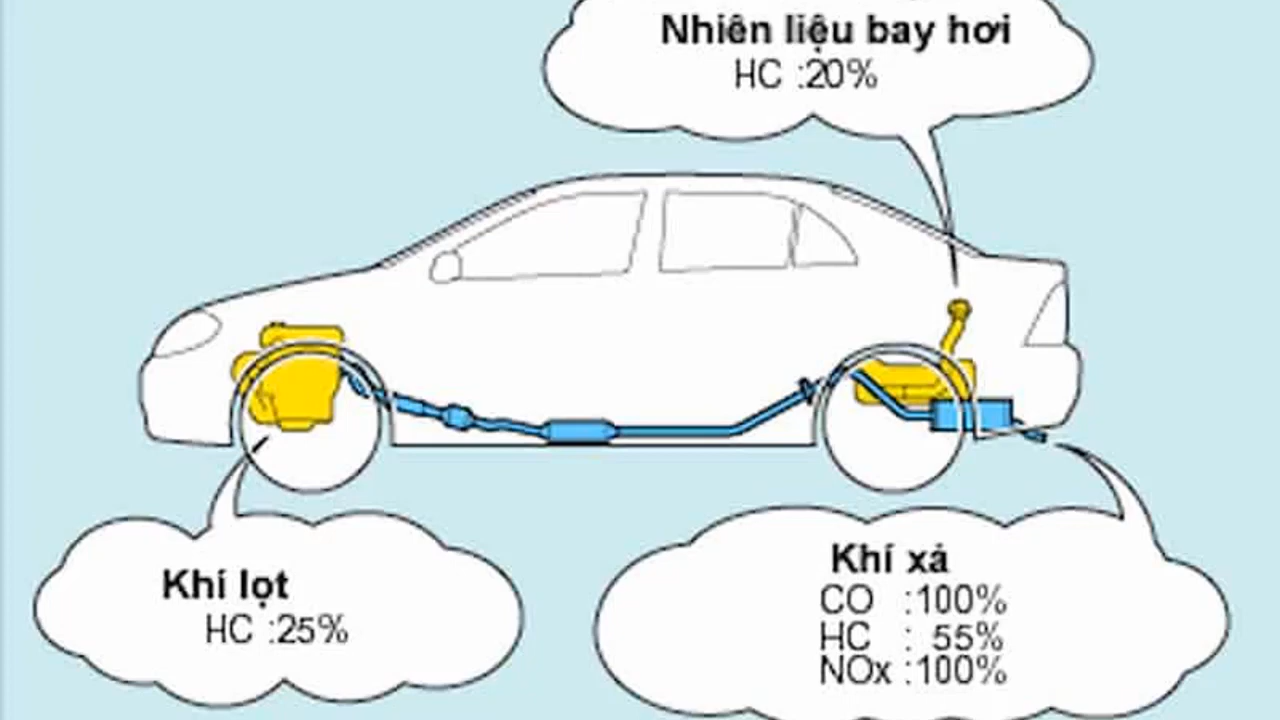 Nhiên liệu bay hơi
HC :20%
Khí lọt
HC :25%
Khí xả
CO :100%
HC : 55%
NOx :100%